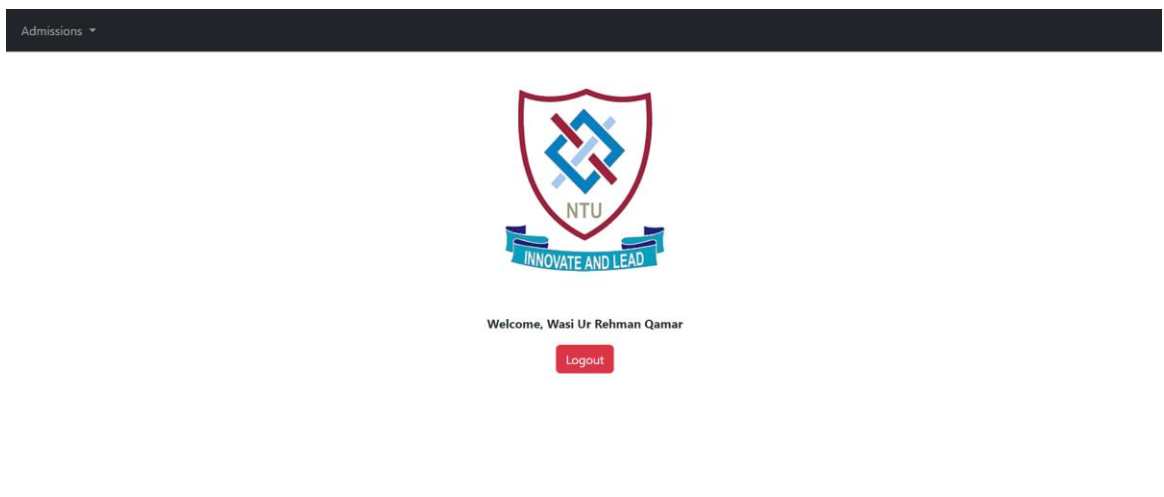 Admissions
NTU
INNOVATE AND LEAD
Welcome, Wasi Ur Rehman Qamar
Logout